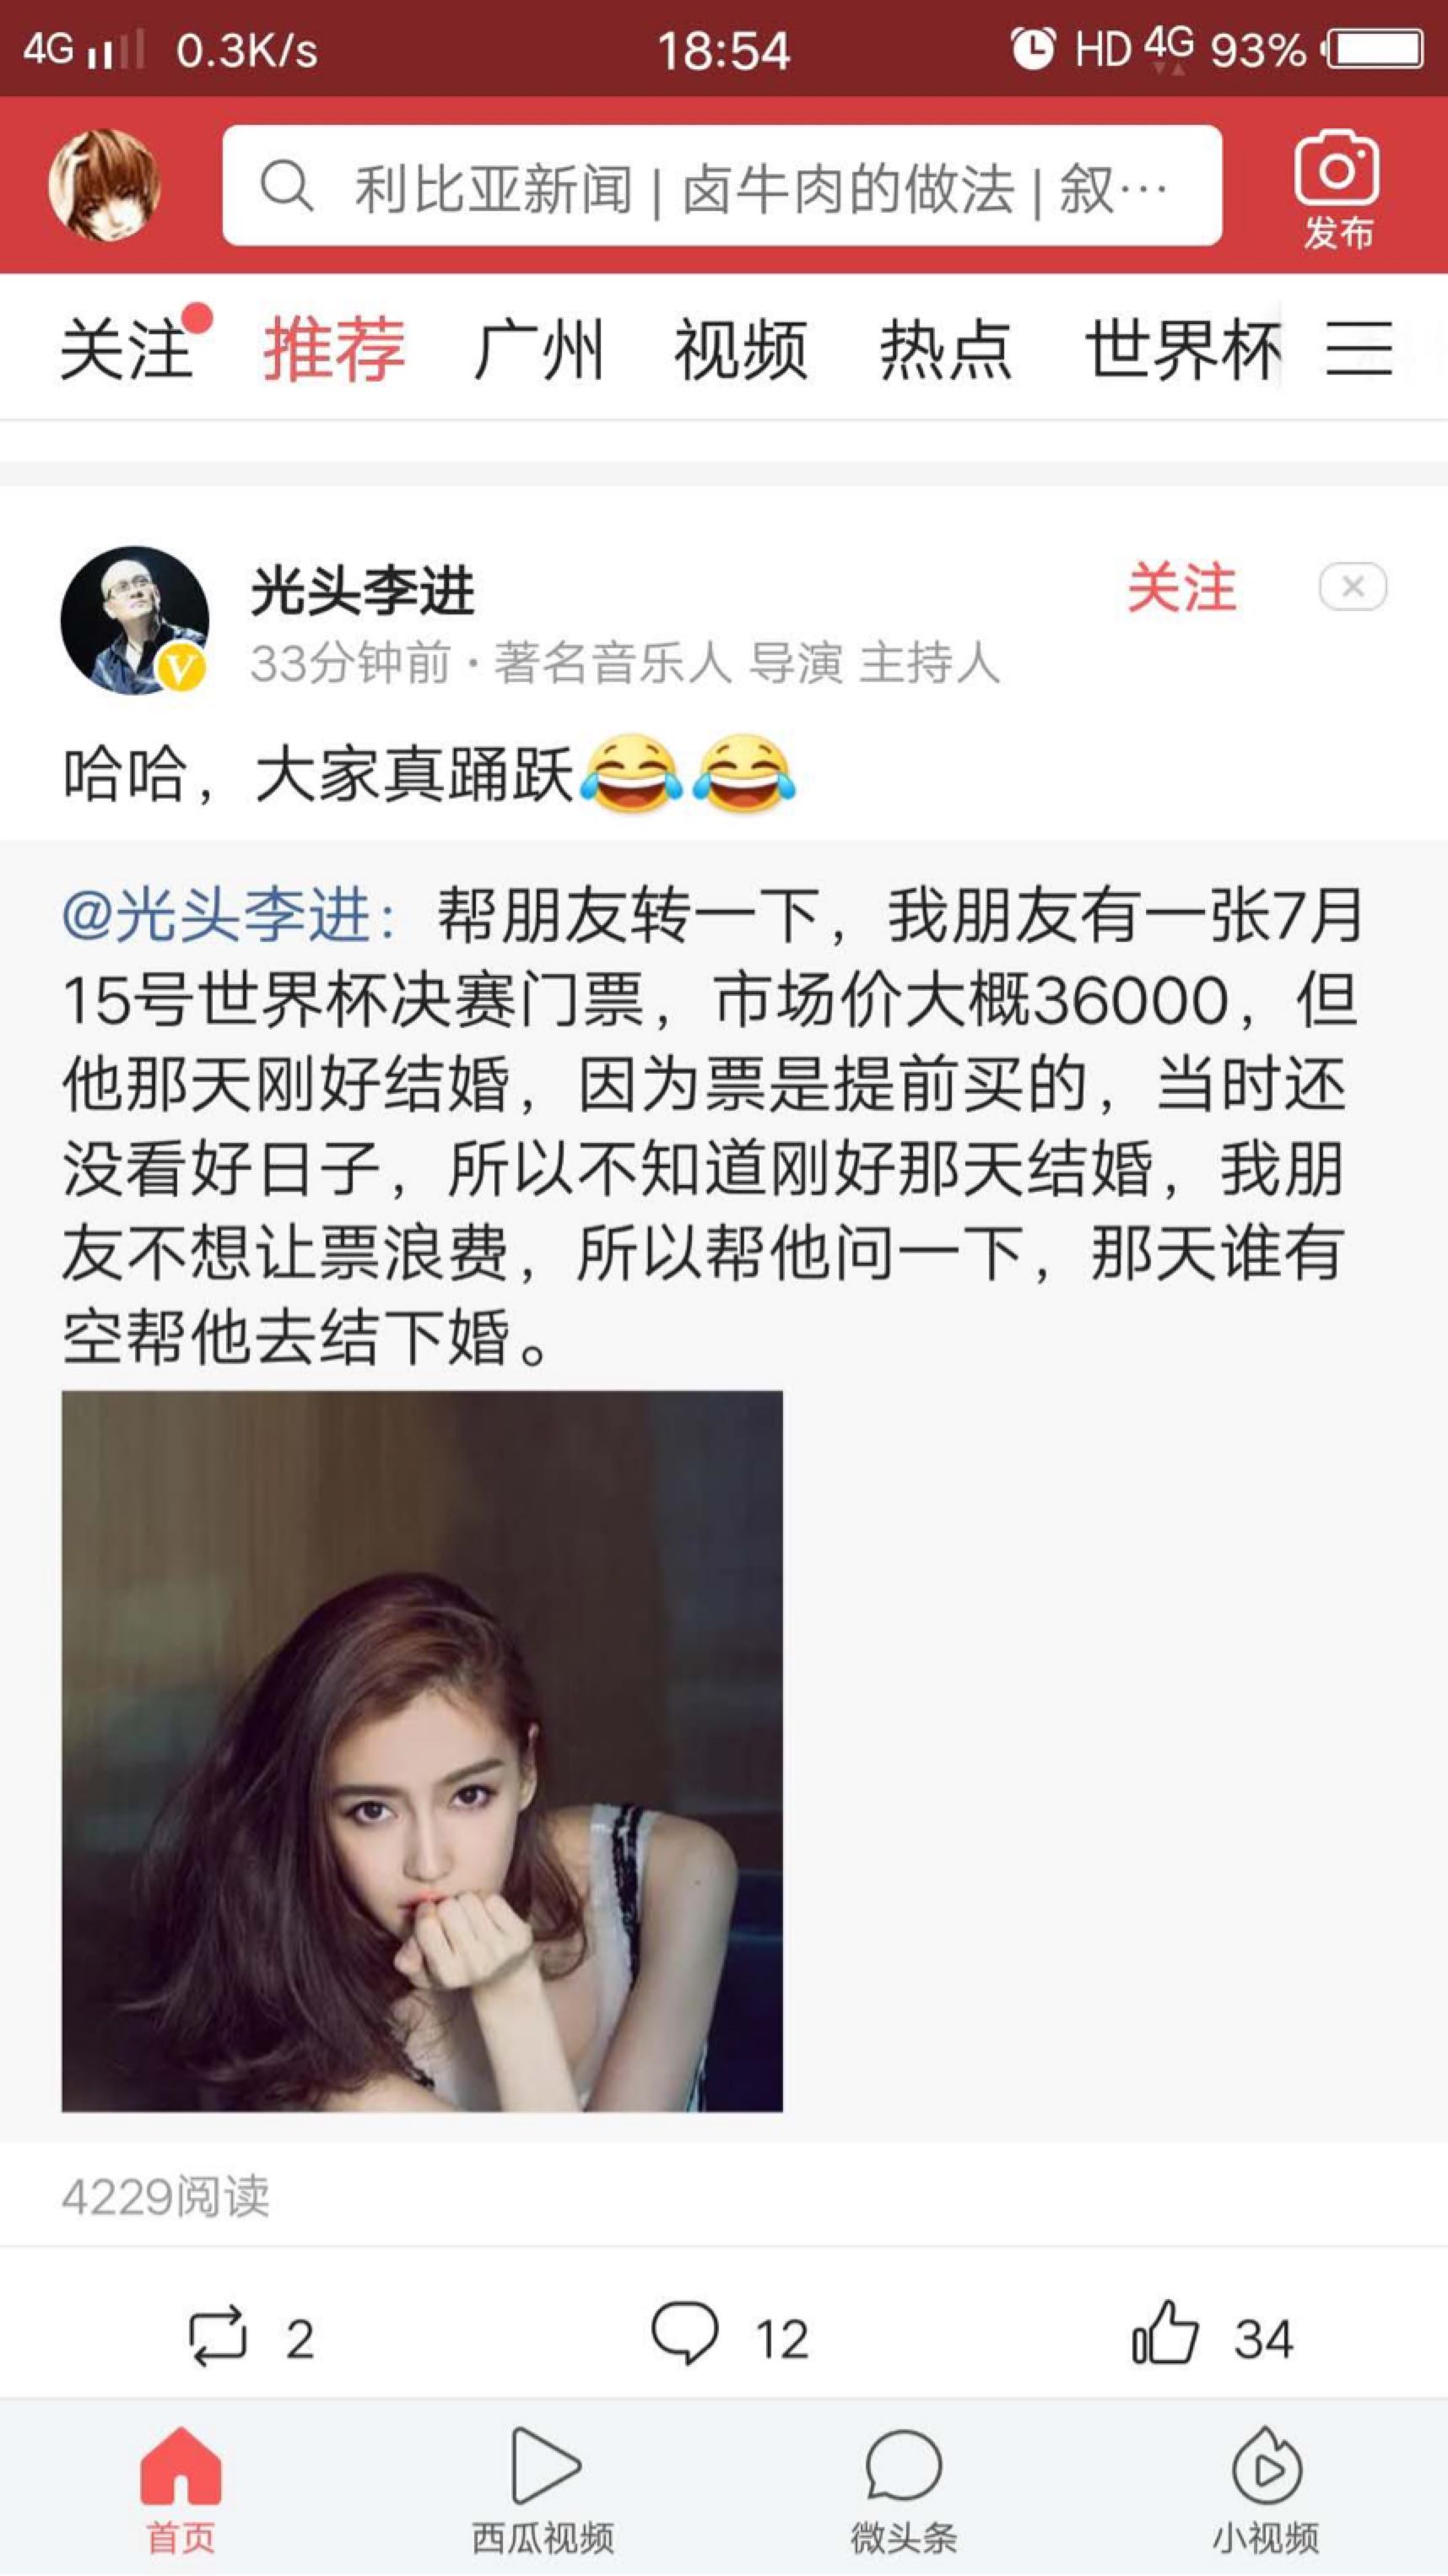 4G 0.3K/s 18:54 HD 4G 93%
利比亚新闻 | 卤牛肉的做法 | 叙…
发布
关注 推荐 广州 视频 热点 世界杯
光头李进 关注
33分钟前 · 著名音乐人 导演 主持人
哈哈，大家真踊跃😂😂
@光头李进：帮朋友转一下，我朋友有一张7月
15号世界杯决赛门票，市场价大概36000，但
他那天刚好结婚，因为票是提前买的，当时还
没看好日子，所以不知道刚好那天结婚，我朋
友不想让票浪费，所以帮他问一下，那天谁有
空帮他去结下婚。
4229阅读
2 12 34
首页 西瓜视频 微头条 小视频